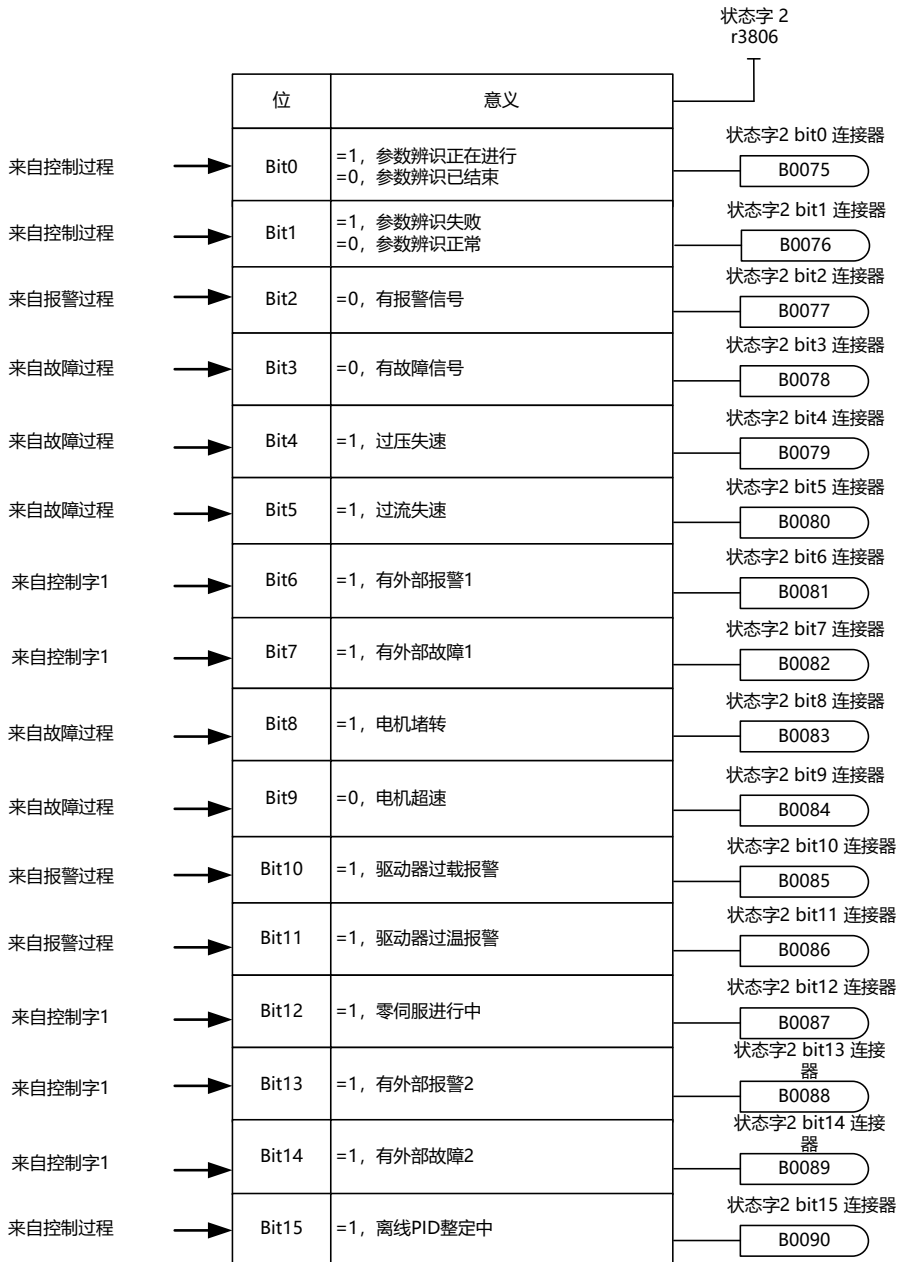 状态字 2
r3806
位
意义
状态字2 bit0 连接器
来自控制过程
Bit0
=1，参数辨识正在进行
=0，参数辨识已结束
B0075
状态字2 bit1 连接器
来自控制过程
Bit1
=1，参数辨识失败
=0，参数辨识正常
B0076
状态字2 bit2 连接器
来自报警过程
Bit2
=0，有报警信号
B0077
状态字2 bit3 连接器
来自故障过程
Bit3
=0，有故障信号
B0078
状态字2 bit4 连接器
来自故障过程
Bit4
=1，过压失速
B0079
状态字2 bit5 连接器
来自故障过程
Bit5
=1，过流失速
B0080
状态字2 bit6 连接器
来自控制字1
Bit6
=1，有外部报警1
B0081
状态字2 bit7 连接器
来自控制字1
Bit7
=1，有外部故障1
B0082
状态字2 bit8 连接器
来自故障过程
Bit8
=1，电机堵转
B0083
状态字2 bit9 连接器
来自故障过程
Bit9
=0，电机超速
B0084
状态字2 bit10 连接器
来自报警过程
Bit10
=1，驱动器过载报警
B0085
状态字2 bit11 连接器
来自报警过程
Bit11
=1，驱动器过温报警
B0086
状态字2 bit12 连接器
来自控制字1
Bit12
=1，零伺服进行中
B0087
状态字2 bit13 连接
器
来自控制字1
Bit13
=1，有外部报警2
B0088
状态字2 bit14 连接
器
来自控制字1
Bit14
=1，有外部故障2
B0089
状态字2 bit15 连接器
来自控制过程
Bit15
=1，离线PID整定中
B0090